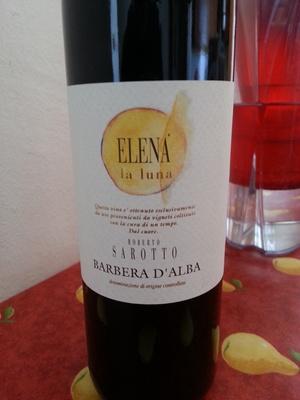 ELENA
la luna
Questo vino e' ottenuto esclusivamente
da uve provenienti da vigneti coltivati
con la cura di un tempo.
Dal cuore.
ROBERTO
SAROTTO
BARBERA D'ALBA
denominazione di origine controllata